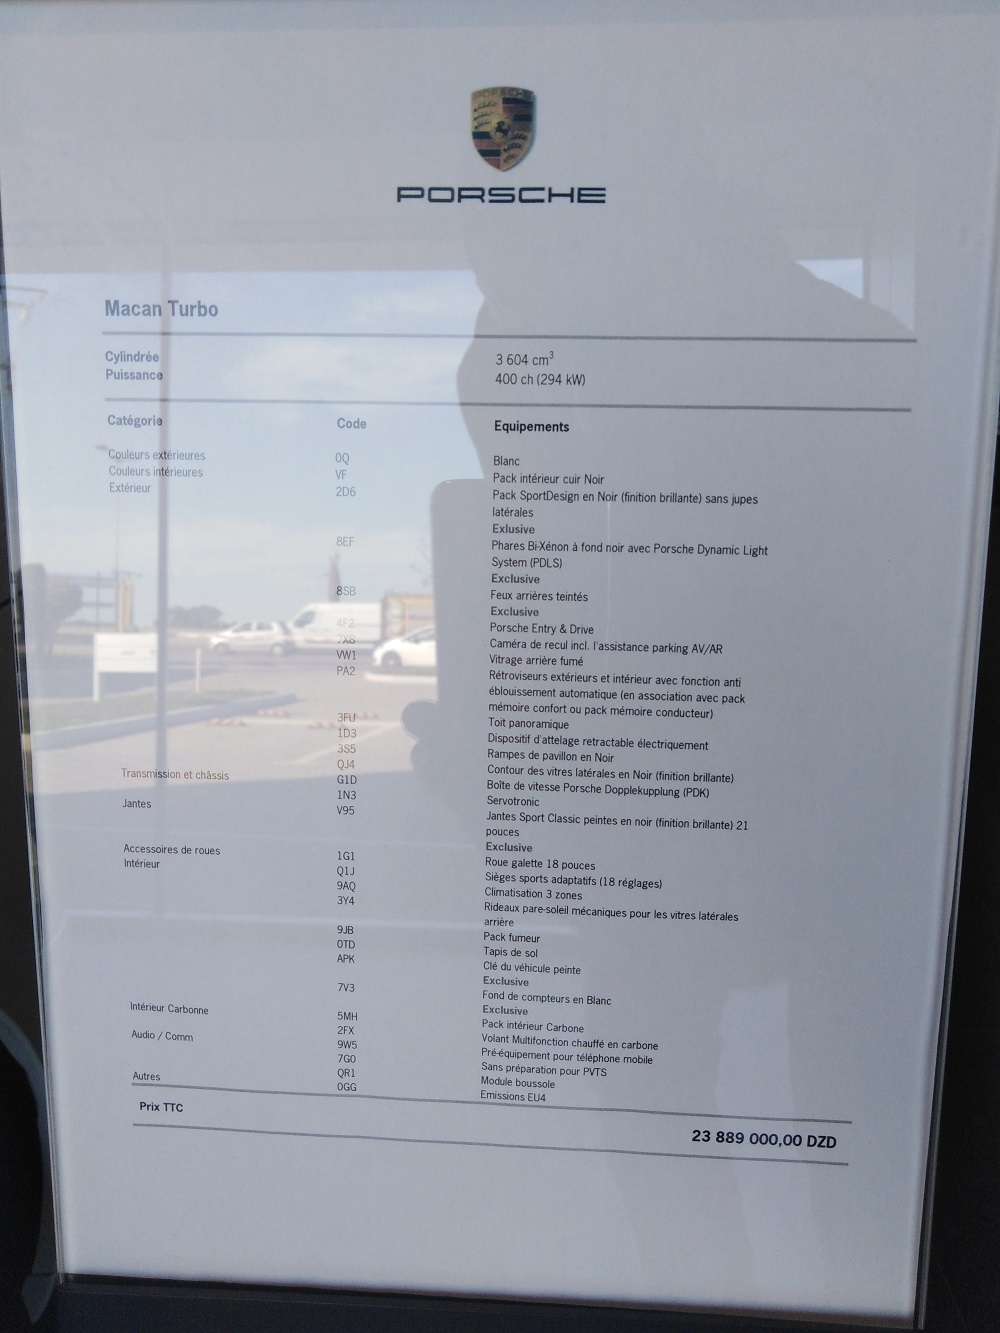 PORSCHE
PORSCHE
Macan Turbo
Cylindrée 3 604 cm³
Puissance 400 ch (294 kW)
Catégorie Code Equipements
Couleurs extérieures 0Q Blanc
Couleurs intérieures VF Pack intérieur cuir Noir
Extérieur 2D6 Pack SportDesign en Noir (finition brillante) sans jupes
latérales
Exlusive
8EF Phares Bi-Xénon à fond noir avec Porsche Dynamic Light
System (PDLS)
Exclusive
8SB Feux arrières teintés
Exclusive
4F2 Porsche Entry & Drive
7X8 Caméra de recul incl. l'assistance parking AV/AR
VW1 Vitrage arrière fumé
PA2 Rétroviseurs extérieurs et intérieur avec fonction anti
éblouissement automatique (en association avec pack
mémoire confort ou pack mémoire conducteur)
3FU Toit panoramique
1D3 Dispositif d'attelage retractable électriquement
3S5 Rampes de pavillon en Noir
QJ4 Contour des vitres latérales en Noir (finition brillante)
Transmission et châssis G1D Boîte de vitesse Porsche Dopplekupplung (PDK)
1N3 Servotronic
Jantes V95 Jantes Sport Classic peintes en noir (finition brillante) 21
pouces
Exclusive
Accessoires de roues 1G1 Roue galette 18 pouces
Intérieur Q1J Sièges sports adaptatifs (18 réglages)
9AQ Climatisation 3 zones
3Y4 Rideaux pare-soleil mécaniques pour les vitres latérales
arrière
9JB Pack fumeur
0TD Tapis de sol
APK Clé du véhicule peinte
Exclusive
7V3 Fond de compteurs en Blanc
Exclusive
Intérieur Carbonne 5MH Pack intérieur Carbone
2FX Volant Multifonction chauffé en carbone
Audio / Comm 9W5 Pré-équipement pour téléphone mobile
7G0 Sans préparation pour PVTS
QR1 Module boussole
Autres 0GG Emissions EU4
Prix TTC 23 889 000,00 DZD